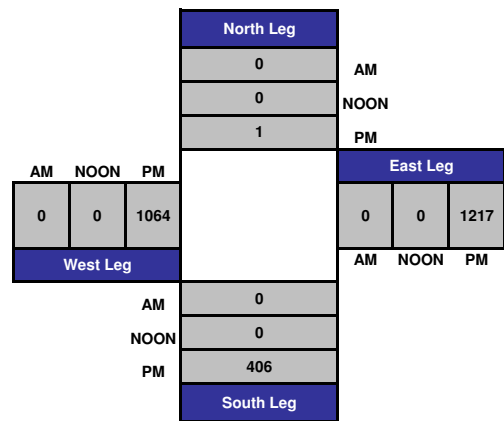 North Leg
0 AM
0 NOON
1 PM
AM NOON PM
East Leg
0 0 1064
0 0 1217
West Leg
AM NOON PM
AM 0
NOON 0
PM 406
South Leg